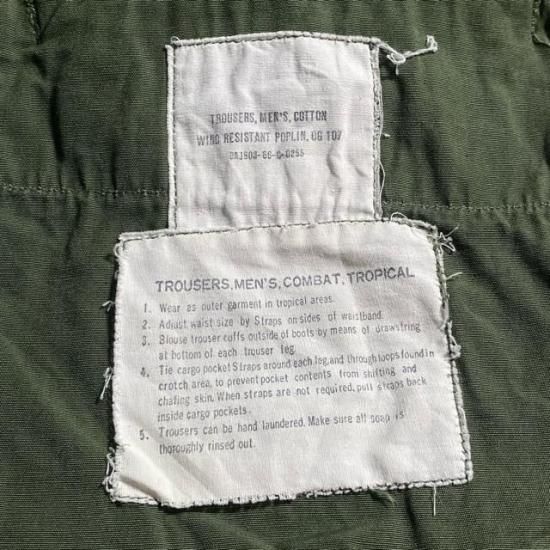 TROUSERS, MEN'S, COTTON
WIND RESISTANT POPLIN, OG 107
TROUSERS, MEN'S, COMBAT, TROPICAL
1. Wear as outer garment in tropical areas.
2. Adjust waist size by Straps on sides of waistband
3. Blouse trouser cuffs outside of boots by means of drawstring
at bottom of each trouser leg.
4. Tie cargo pocket Straps around each leg, and through loops found in
crotch area, to prevent pocket contents from shifting and
chafing skin. When straps are not required, pull straps back
inside cargo pockets.
5. Trousers can be hand laundered. Make sure all soap is
thoroughly rinsed out.